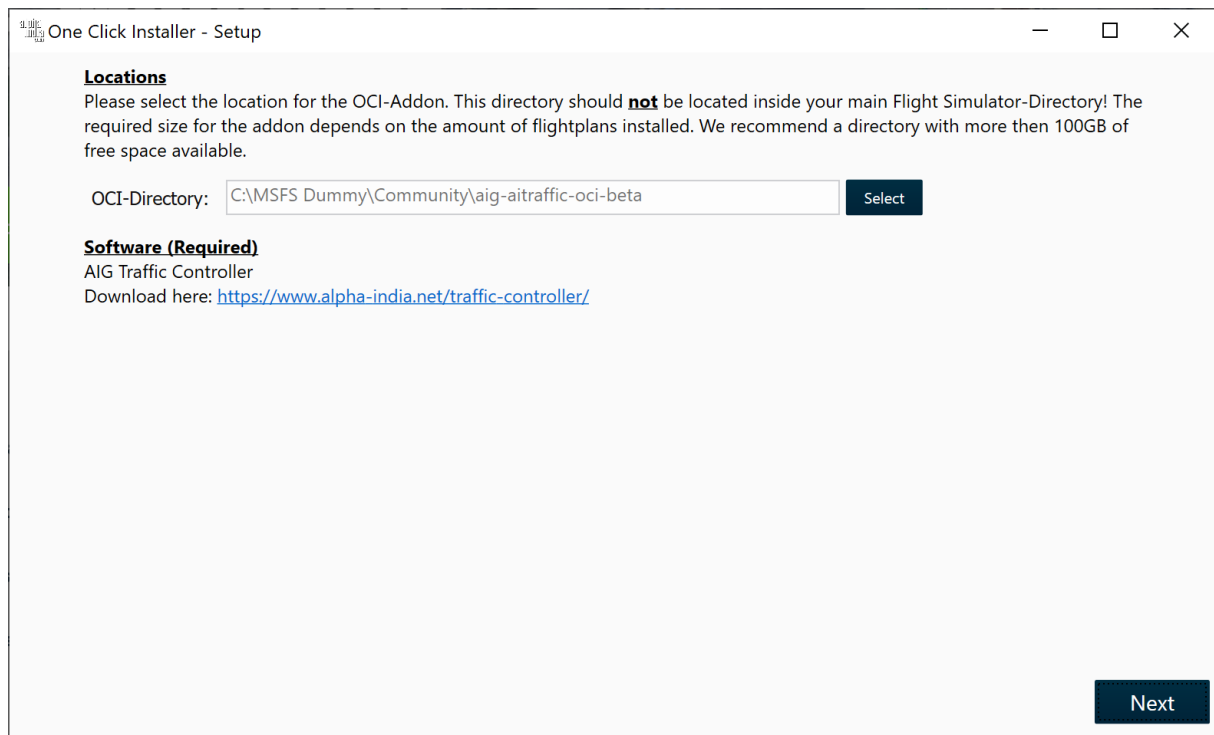 One Click Installer - Setup
Locations
Please select the location for the OCI-Addon. This directory should not be located inside your main Flight Simulator-Directory! The
required size for the addon depends on the amount of flightplans installed. We recommend a directory with more then 100GB of
free space available.
OCI-Directory: C:\MSFS Dummy\Community\aig-aitraffic-oci-beta Select
Software (Required)
AIG Traffic Controller
Download here: https://www.alpha-india.net/traffic-controller/
Next